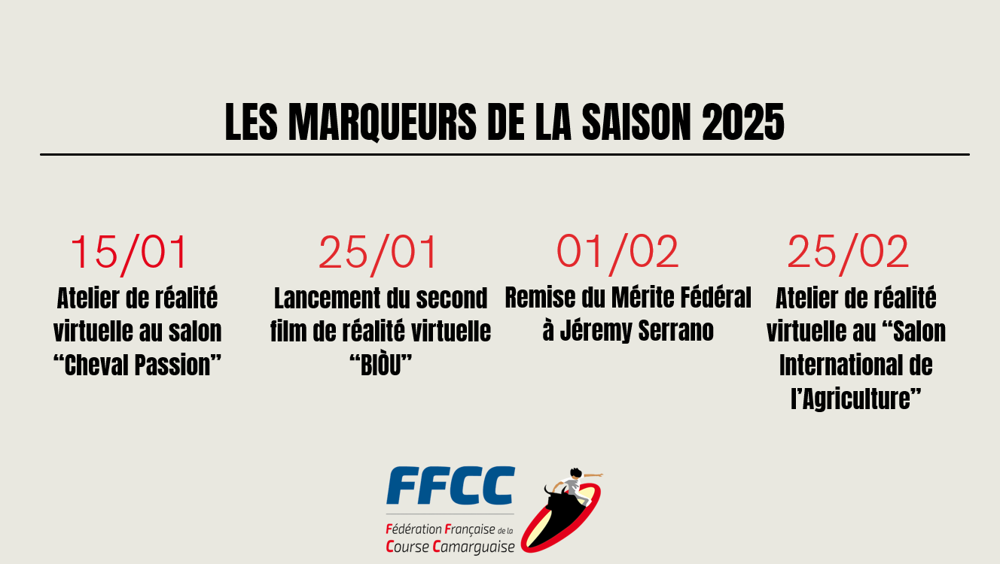 LES MARQUEURS DE LA SAISON 2025
15/01
Atelier de réalité
virtuelle au salon
“Cheval Passion”
25/01
Lancement du second
film de réalité virtuelle
“BIÒU”
01/02
Remise du Mérite Fédéral
à Jéremy Serrano
25/02
Atelier de réalité
virtuelle au “Salon
International de
l’Agriculture”
FFCC
Fédération Française de la
Course Camarguaise